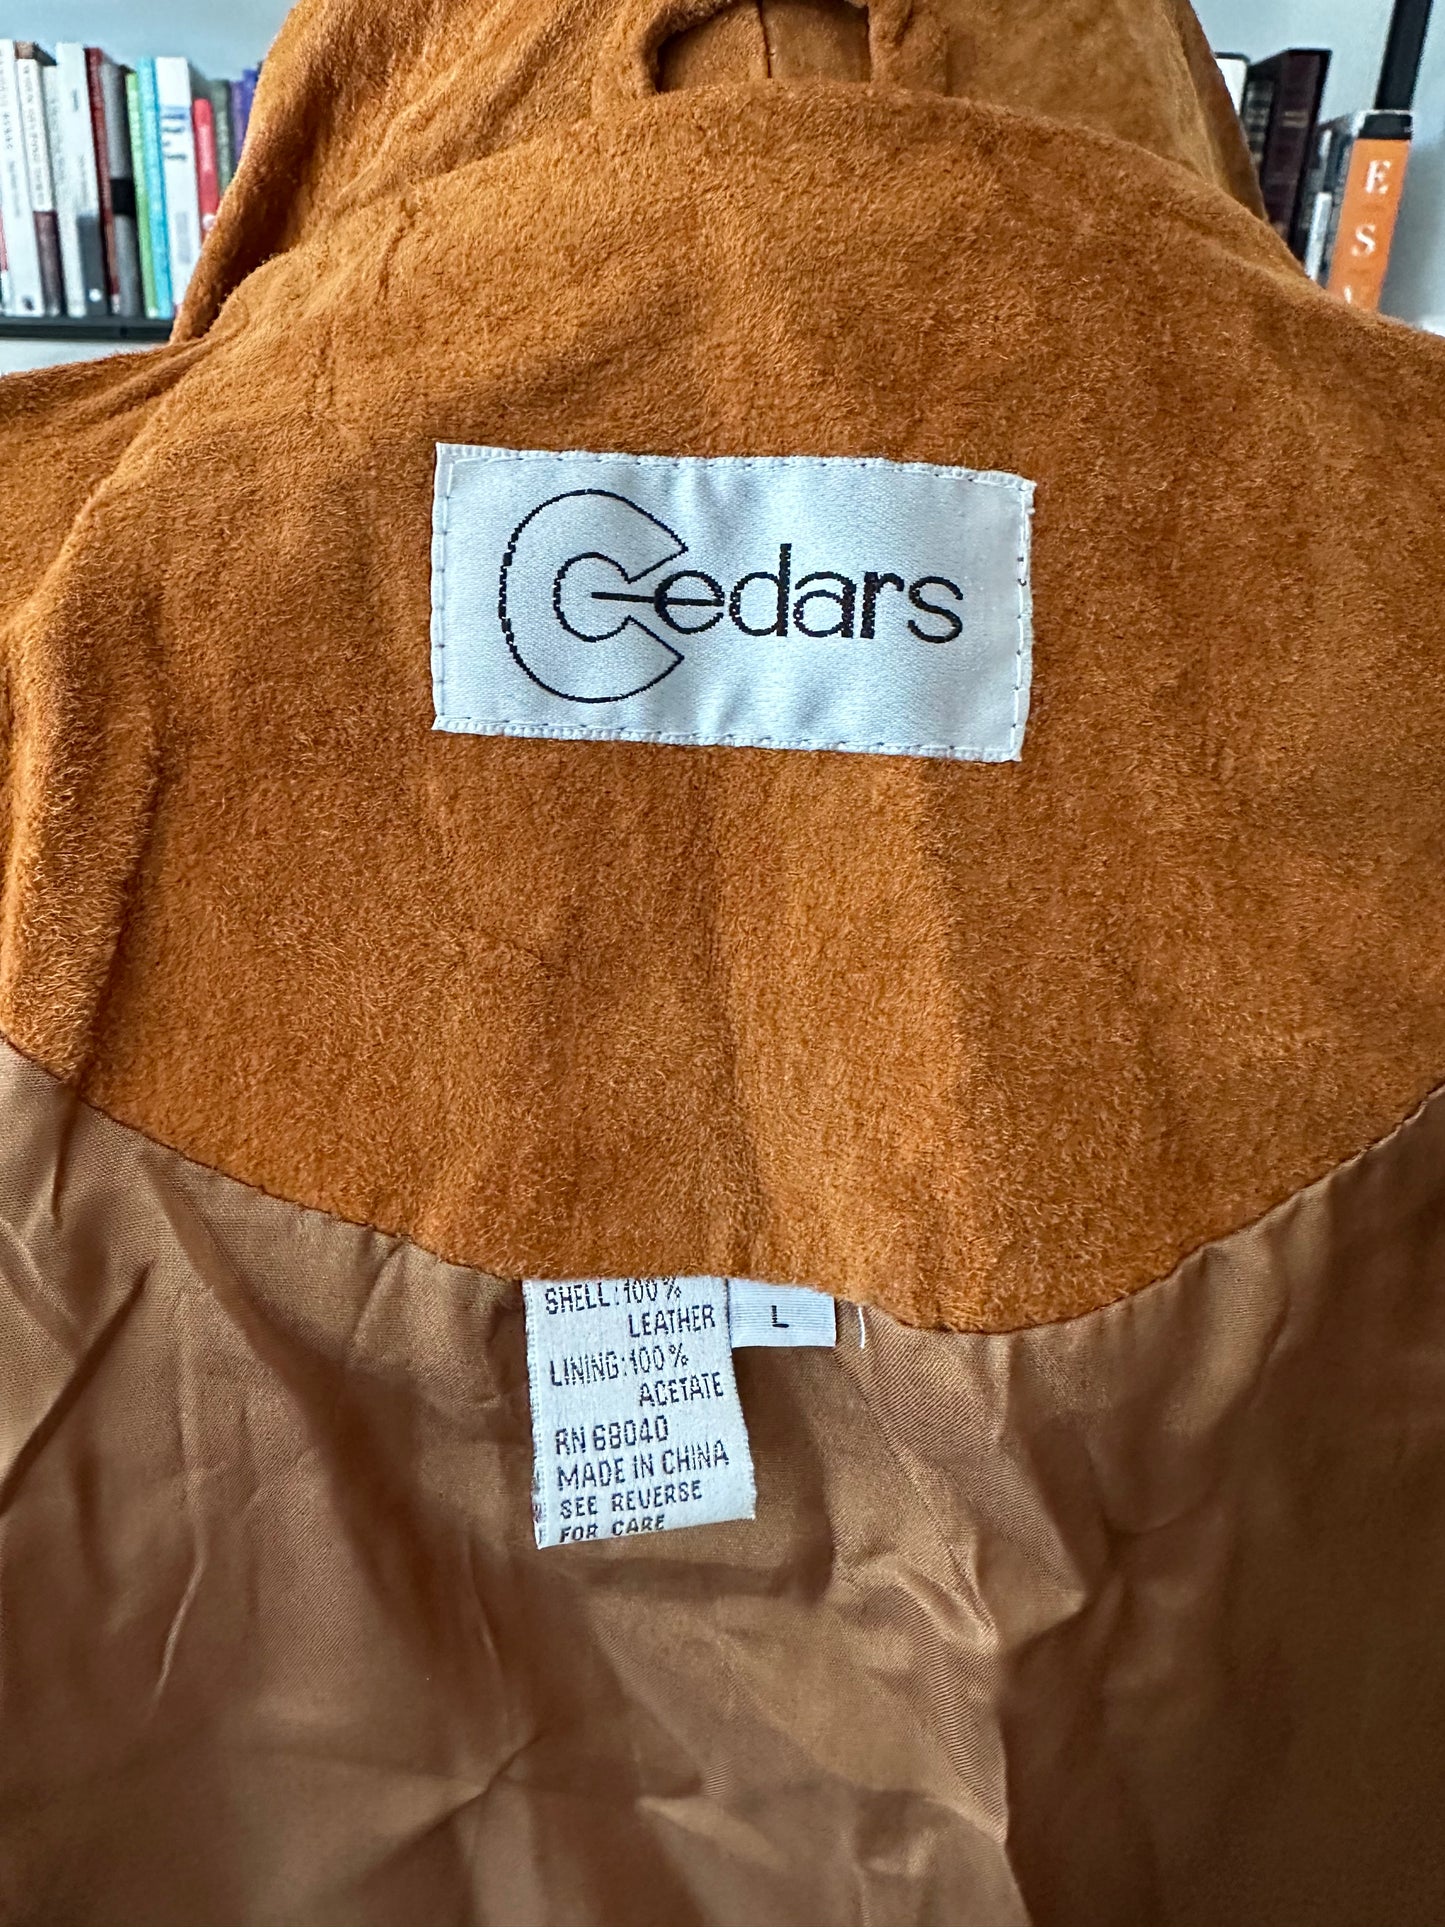 E
S
Cedars
SHELL:100%
LEATHER
L
LINING:100%
ACETATE
RN 68040
MADE IN CHINA
SEE REVERSE
FOR CARE